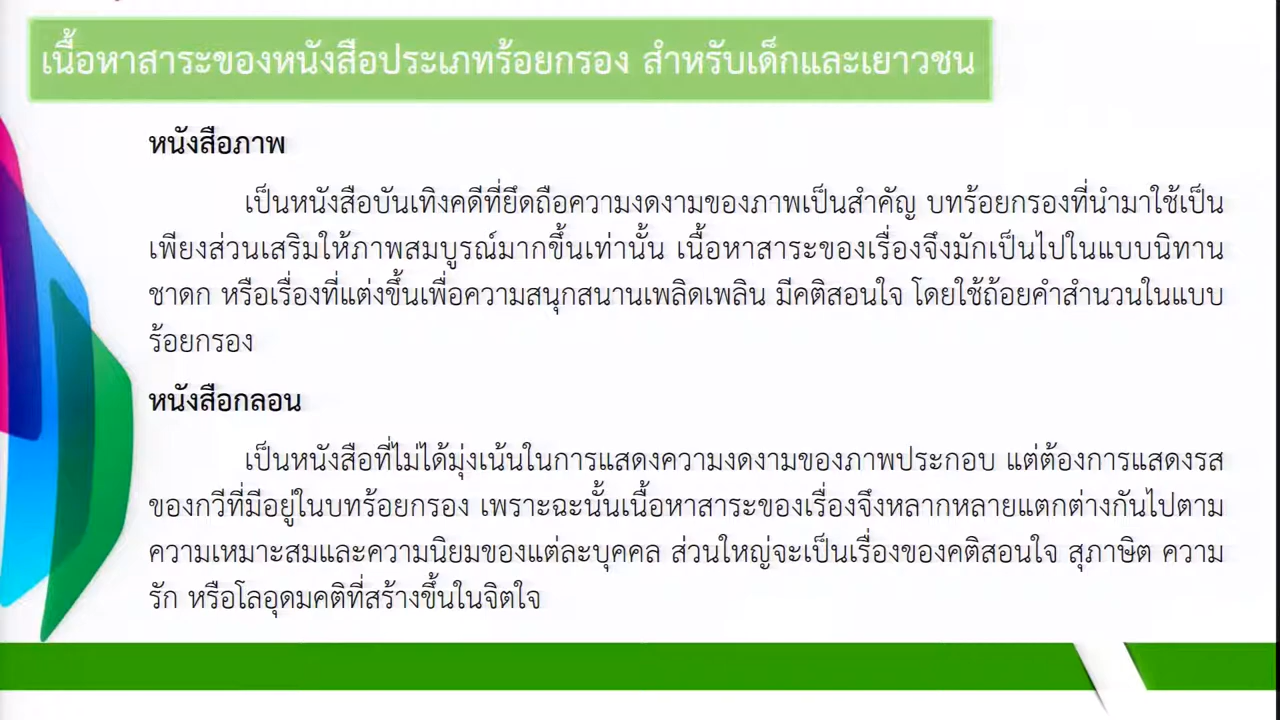 เนื้อหาสาระของหนังสือประเภทร้อยกรอง สำหรับเด็กและเยาวชน
หนังสือภาพ
เป็นหนังสือบันเทิงคดีที่ยึดถือความงดงามของภาพเป็นสำคัญ บทร้อยกรองที่นำมาใช้เป็น
เพียงส่วนเสริมให้ภาพสมบูรณ์มากขึ้นเท่านั้น เนื้อหาสาระของเรื่องจึงมักเป็นไปในแบบนิทาน
ชาดก หรือเรื่องที่แต่งขึ้นเพื่อความสนุกสนานเพลิดเพลิน มีคติสอนใจ โดยใช้ถ้อยคำสำนวนในแบบ
ร้อยกรอง
หนังสือกลอน
เป็นหนังสือที่ไม่ได้มุ่งเน้นในการแสดงความงดงามของภาพประกอบ แต่ต้องการแสดงรส
ของกวีที่มีอยู่ในบทร้อยกรอง เพราะฉะนั้นเนื้อหาสาระของเรื่องจึงหลากหลายแตกต่างกันไปตาม
ความเหมาะสมและความนิยมของแต่ละบุคคล ส่วนใหญ่จะเป็นเรื่องของคติสอนใจ สุภาษิต ความ
รัก หรือโลอุดมคติที่สร้างขึ้นในจิตใจ